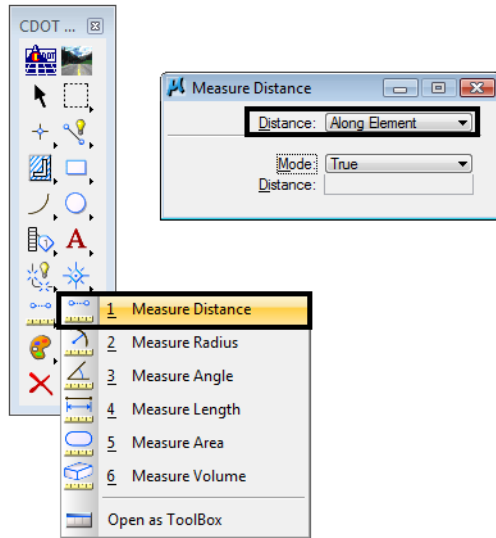 CDOT ...
Measure Distance
Distance: Along Element
Mode: True
Distance:
A
1 Measure Distance
2 Measure Radius
3 Measure Angle
4 Measure Length
5 Measure Area
6 Measure Volume
Open as ToolBox